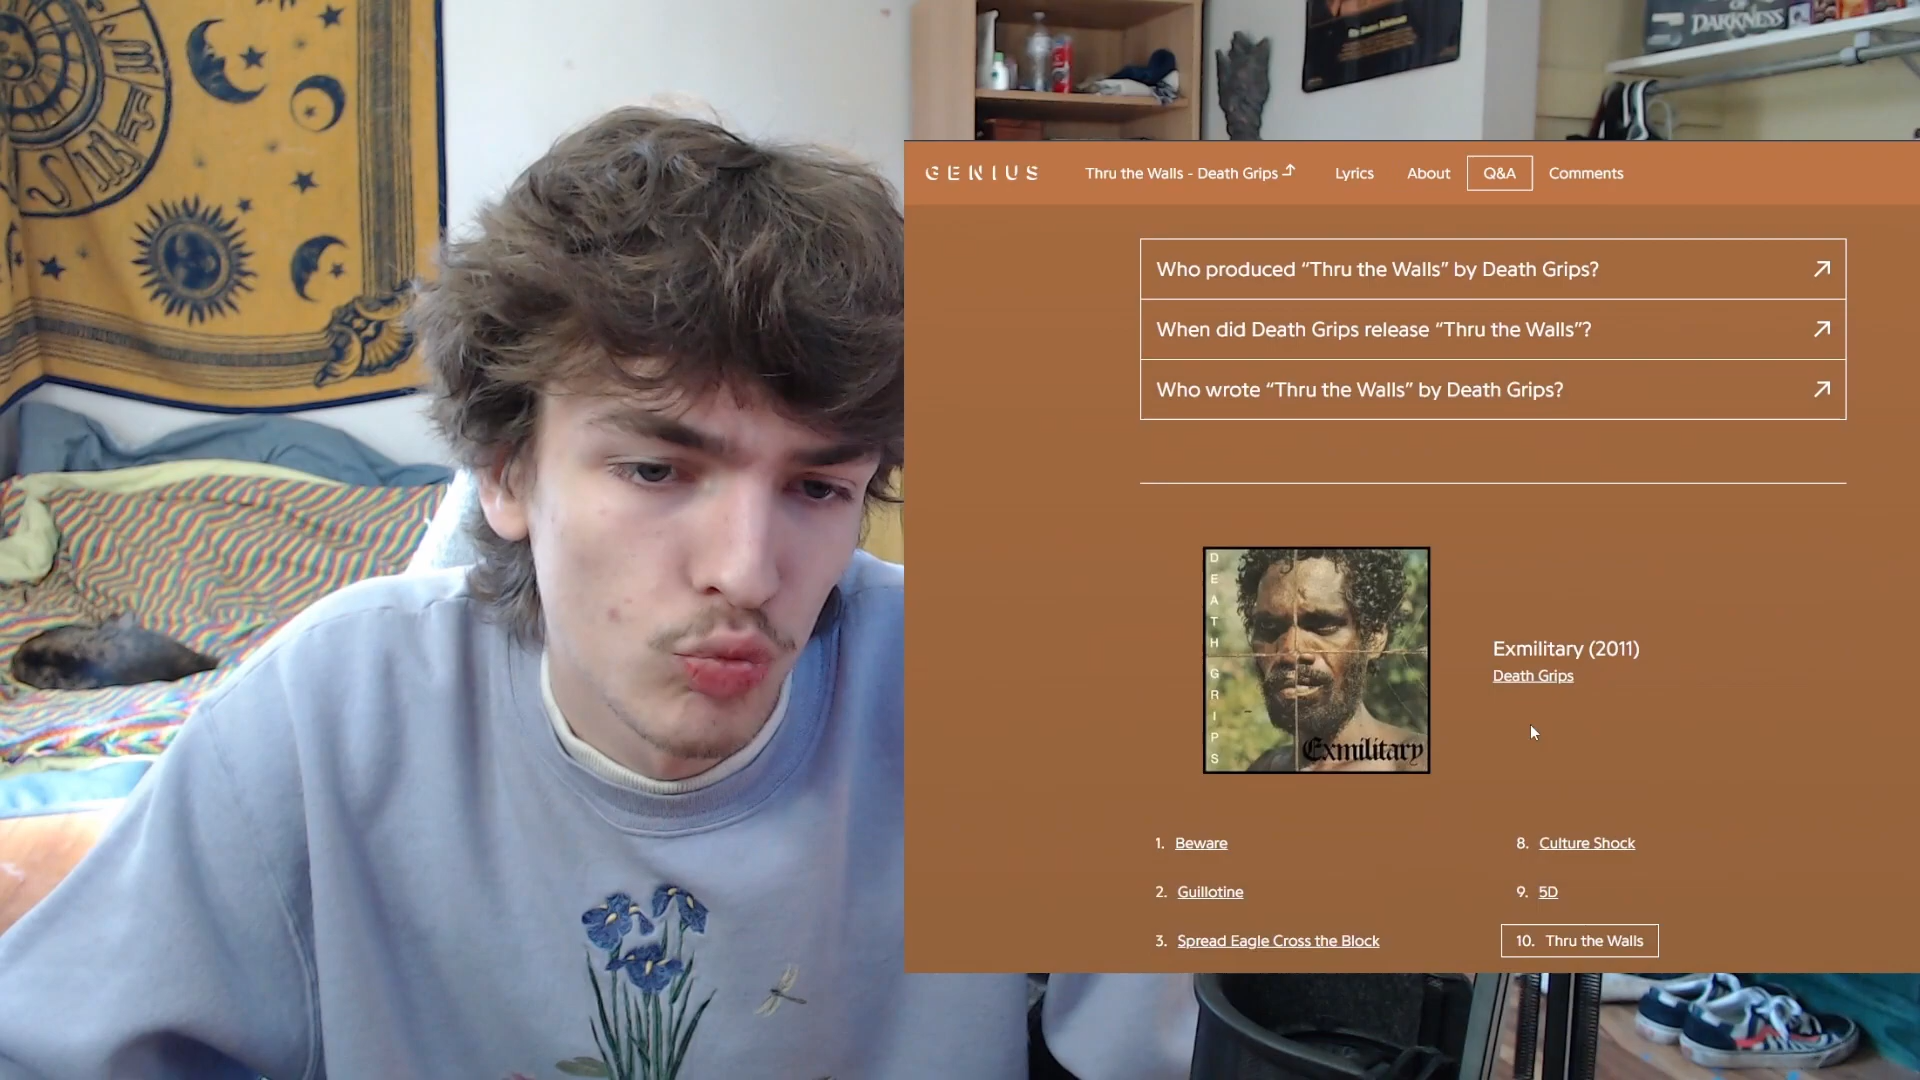 OF
DARKNESS
GENIUS
Thru the Walls - Death Grips
Lyrics
About
Q&A
Comments
Who produced “Thru the Walls” by Death Grips?
When did Death Grips release “Thru the Walls”?
Who wrote “Thru the Walls” by Death Grips?
DEATH GRIPS
Exmilitary
Exmilitary (2011)
Death Grips
1. Beware
2. Guillotine
3. Spread Eagle Cross the Block
8. Culture Shock
9. 5D
10. Thru the Walls